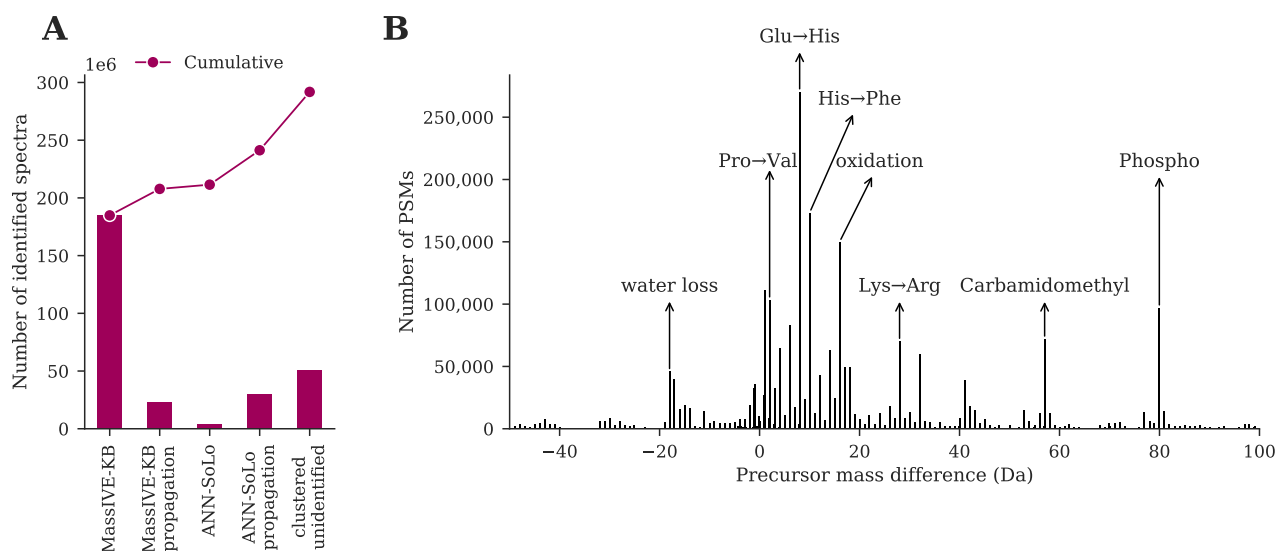 A
1e6
Cumulative
300
250
200
150
100
50
0
Number of identified spectra
MassIVE-KB
MassIVE-KB
propagation
ANN-SoLo
ANN-SoLo
propagation
clustered
unidentified
B
Glu→His
His→Phe
Pro→Val
oxidation
Phospho
water loss
Lys→Arg
Carbamidomethyl
250,000
200,000
150,000
100,000
50,000
0
Number of PSMs
−40
−20
0
20
40
60
80
100
Precursor mass difference (Da)